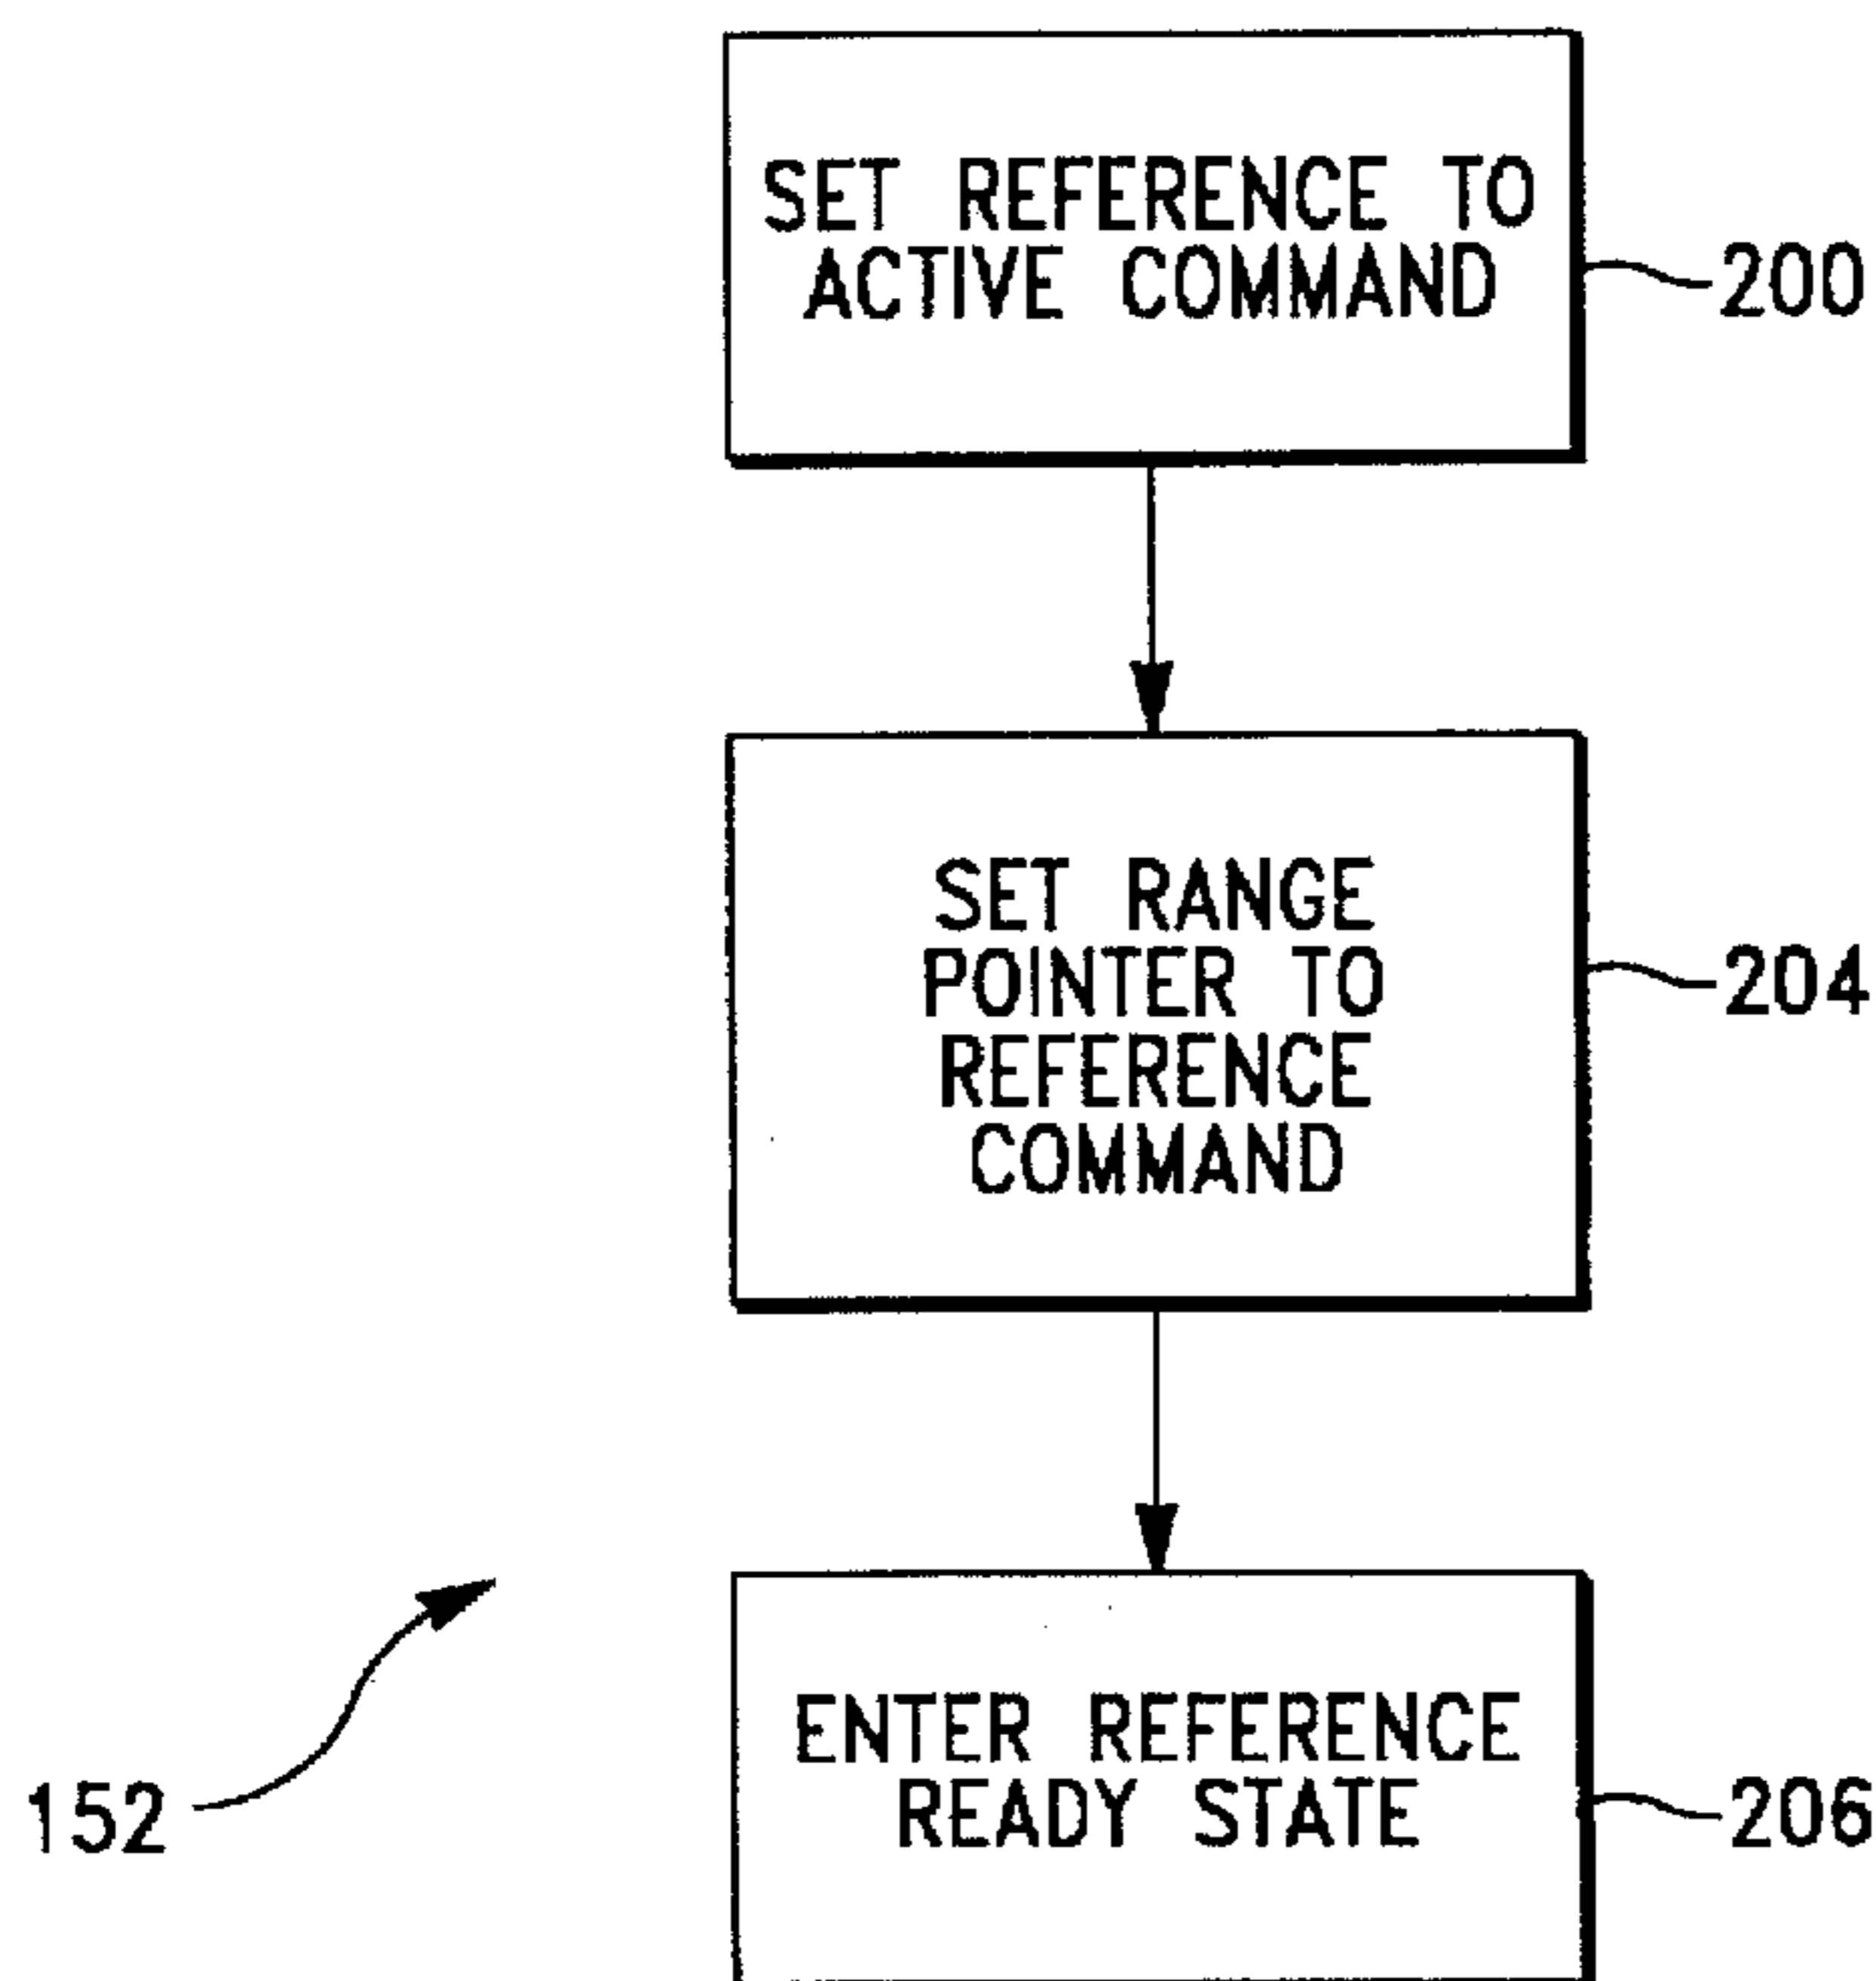 SET REFERENCE TO
ACTIVE COMMAND
200
SET RANGE
POINTER TO
REFERENCE
COMMAND
204
ENTER REFERENCE
READY STATE
206
152